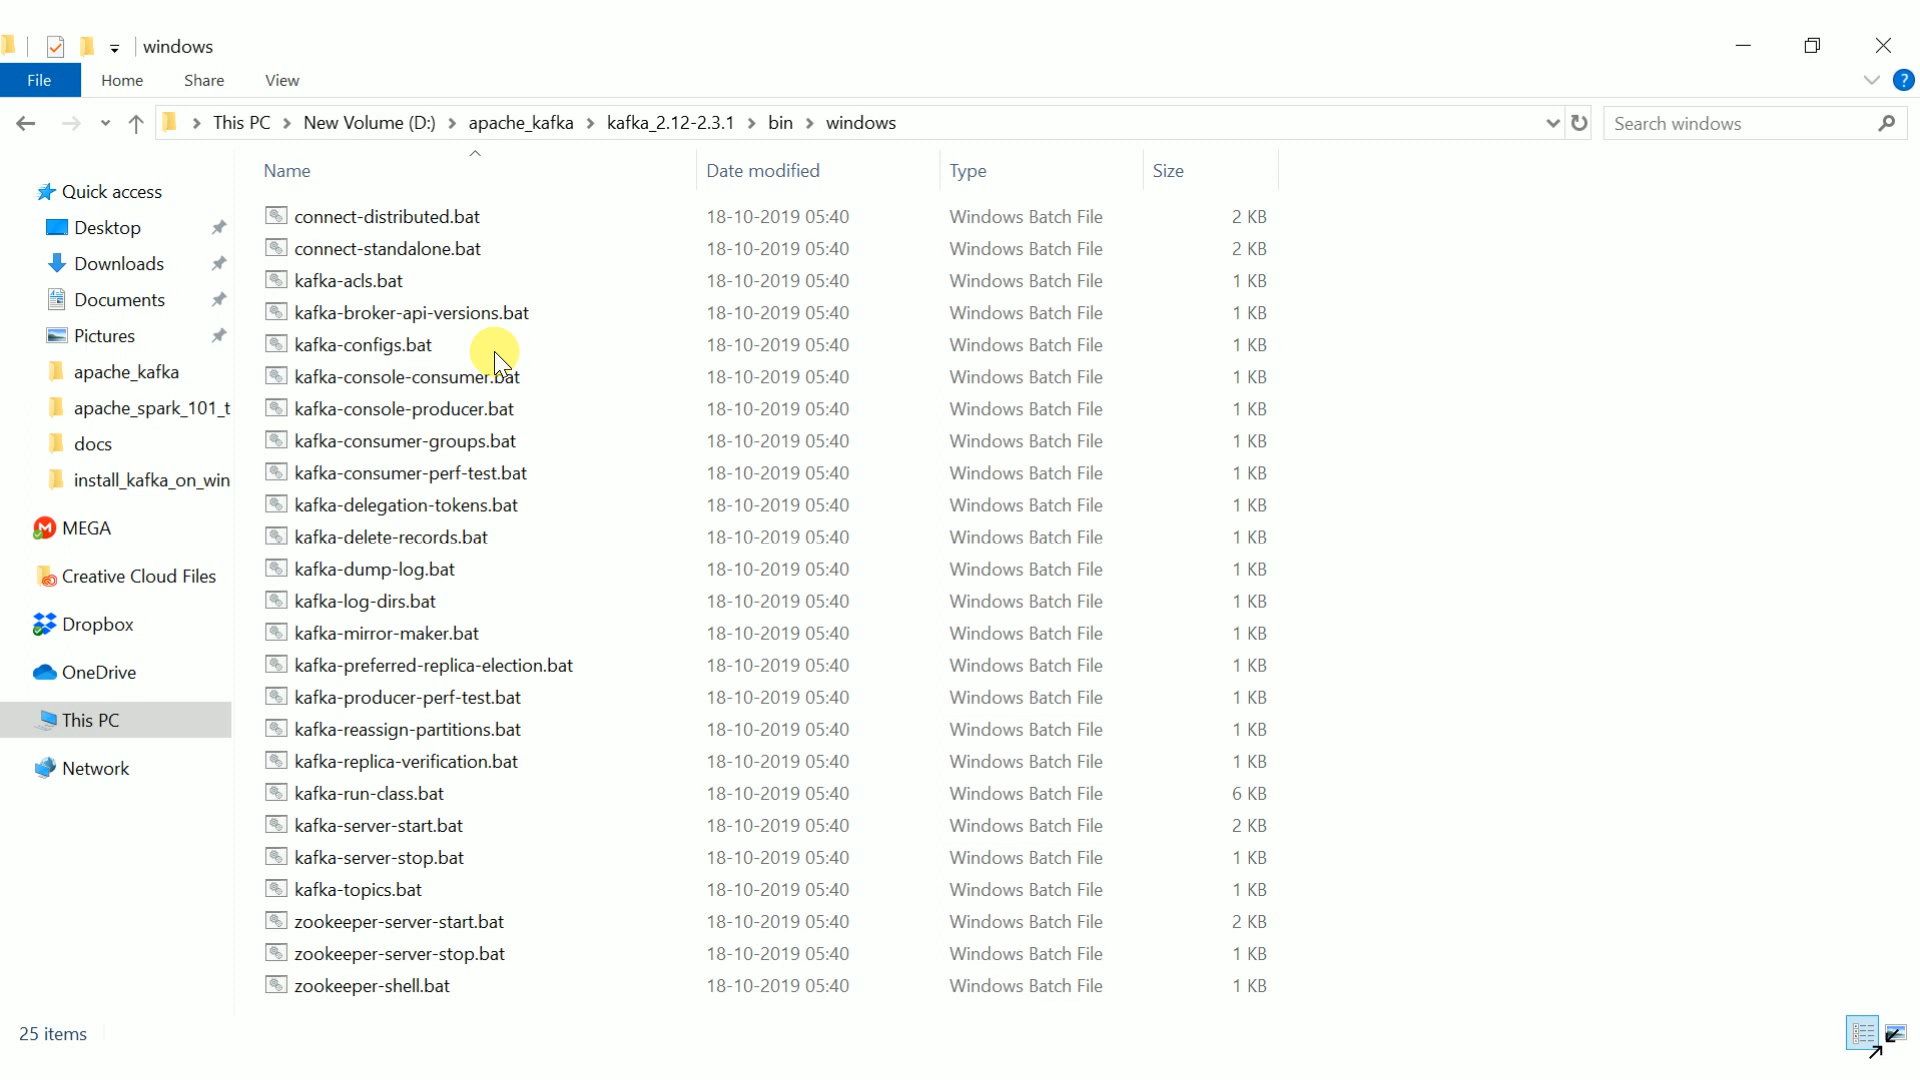 windows
File Home Share View
This PC New Volume (D:) apache_kafka kafka_2.12-2.3.1 bin windows Search windows
Name Date modified Type Size
Quick access
Desktop
Downloads
Documents
Pictures
apache_kafka
apache_spark_101_t
docs
install_kafka_on_win
MEGA
Creative Cloud Files
Dropbox
OneDrive
This PC
Network
connect-distributed.bat 18-10-2019 05:40 Windows Batch File 2 KB
connect-standalone.bat 18-10-2019 05:40 Windows Batch File 2 KB
kafka-acls.bat 18-10-2019 05:40 Windows Batch File 1 KB
kafka-broker-api-versions.bat 18-10-2019 05:40 Windows Batch File 1 KB
kafka-configs.bat 18-10-2019 05:40 Windows Batch File 1 KB
kafka-console-consumer.bat 18-10-2019 05:40 Windows Batch File 1 KB
kafka-console-producer.bat 18-10-2019 05:40 Windows Batch File 1 KB
kafka-consumer-groups.bat 18-10-2019 05:40 Windows Batch File 1 KB
kafka-consumer-perf-test.bat 18-10-2019 05:40 Windows Batch File 1 KB
kafka-delegation-tokens.bat 18-10-2019 05:40 Windows Batch File 1 KB
kafka-delete-records.bat 18-10-2019 05:40 Windows Batch File 1 KB
kafka-dump-log.bat 18-10-2019 05:40 Windows Batch File 1 KB
kafka-log-dirs.bat 18-10-2019 05:40 Windows Batch File 1 KB
kafka-mirror-maker.bat 18-10-2019 05:40 Windows Batch File 1 KB
kafka-preferred-replica-election.bat 18-10-2019 05:40 Windows Batch File 1 KB
kafka-producer-perf-test.bat 18-10-2019 05:40 Windows Batch File 1 KB
kafka-reassign-partitions.bat 18-10-2019 05:40 Windows Batch File 1 KB
kafka-replica-verification.bat 18-10-2019 05:40 Windows Batch File 1 KB
kafka-run-class.bat 18-10-2019 05:40 Windows Batch File 6 KB
kafka-server-start.bat 18-10-2019 05:40 Windows Batch File 2 KB
kafka-server-stop.bat 18-10-2019 05:40 Windows Batch File 1 KB
kafka-topics.bat 18-10-2019 05:40 Windows Batch File 1 KB
zookeeper-server-start.bat 18-10-2019 05:40 Windows Batch File 2 KB
zookeeper-server-stop.bat 18-10-2019 05:40 Windows Batch File 1 KB
zookeeper-shell.bat 18-10-2019 05:40 Windows Batch File 1 KB
25 items